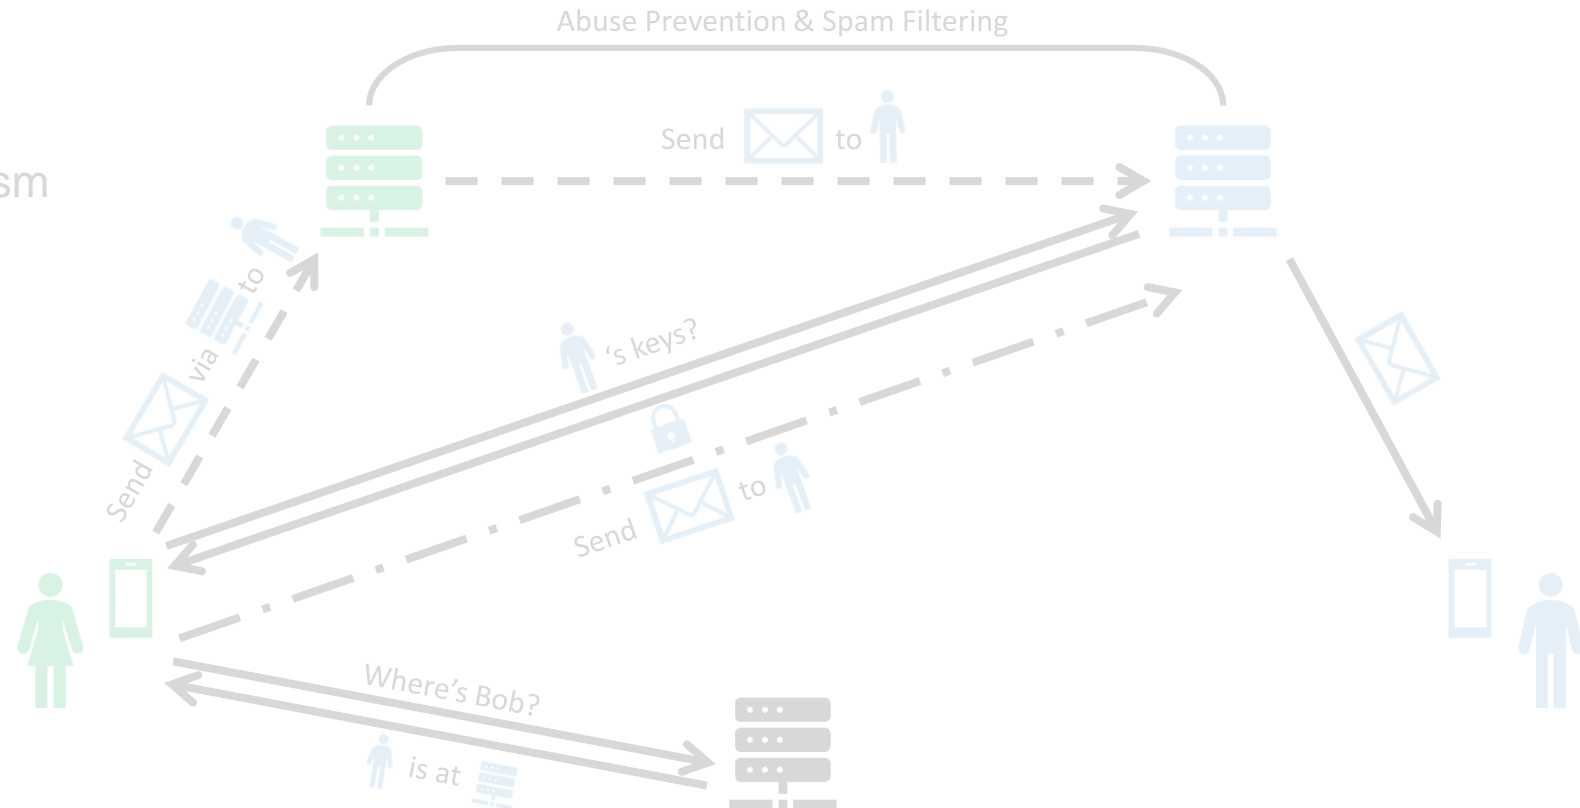 Abuse Prevention & Spam Filtering
Send to
sm
Send via to
‘s keys?
Send to
Where’s Bob?
is at